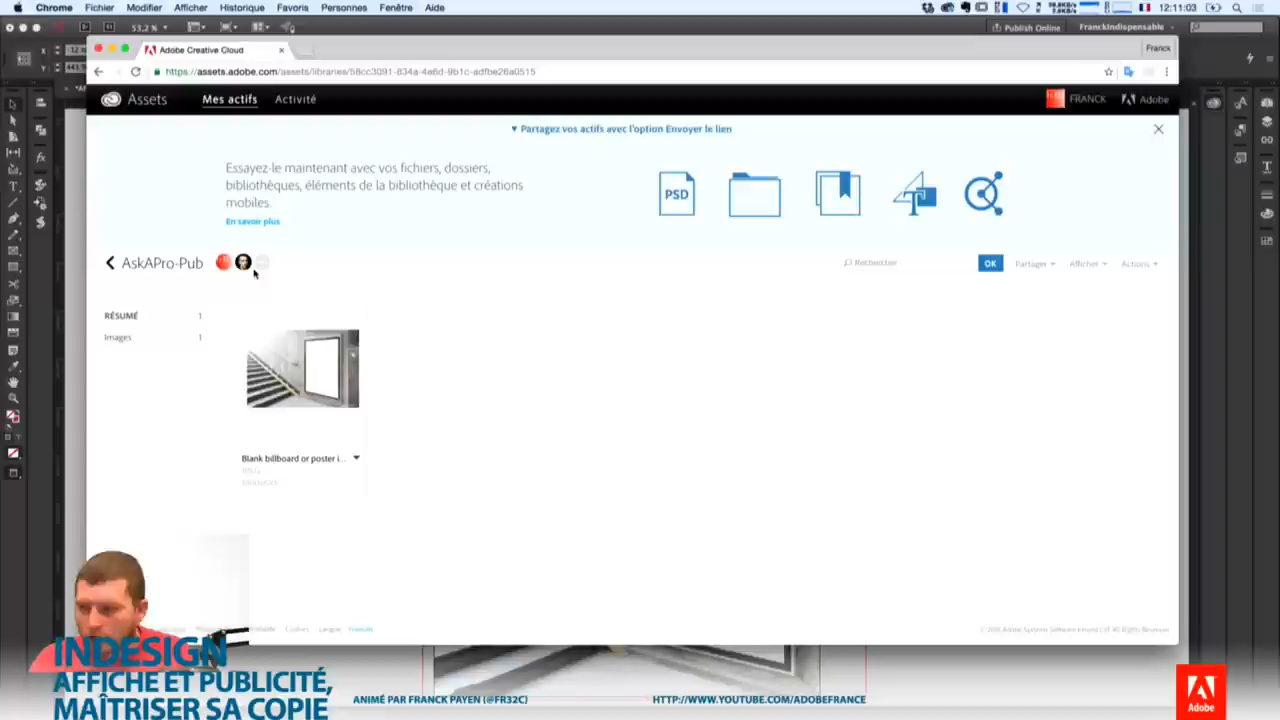 Chrome Fichier Modifier Afficher Historique Favoris Personnes Fenêtre Aide
12:11:03
53,2 %
Publish Online
FranckIndispensable
Adobe Creative Cloud
Franck
https://assets.adobe.com/assets/libraries/58cc3091-834a-4e6d-9b1c-adfbe26a0515
Assets Mes actifs Activité
FRANCK Adobe
Partagez vos actifs avec l'option Envoyer le lien
Essayez-le maintenant avec vos fichiers, dossiers,
bibliothèques, éléments de la bibliothèque et créations
mobiles.
En savoir plus
PSD
AskAPro-Pub
Rechercher OK Partager Afficher Actions
RÉSUMÉ 1
Images 1
Blank billboard or poster i...
Cookies Langue Français
INDESIGN
AFFICHE ET PUBLICITÉ,
MAÎTRISER SA COPIE
ANIMÉ PAR FRANCK PAYEN (@FR32C)
HTTP://WWW.YOUTUBE.COM/ADOBEFRANCE
Adobe